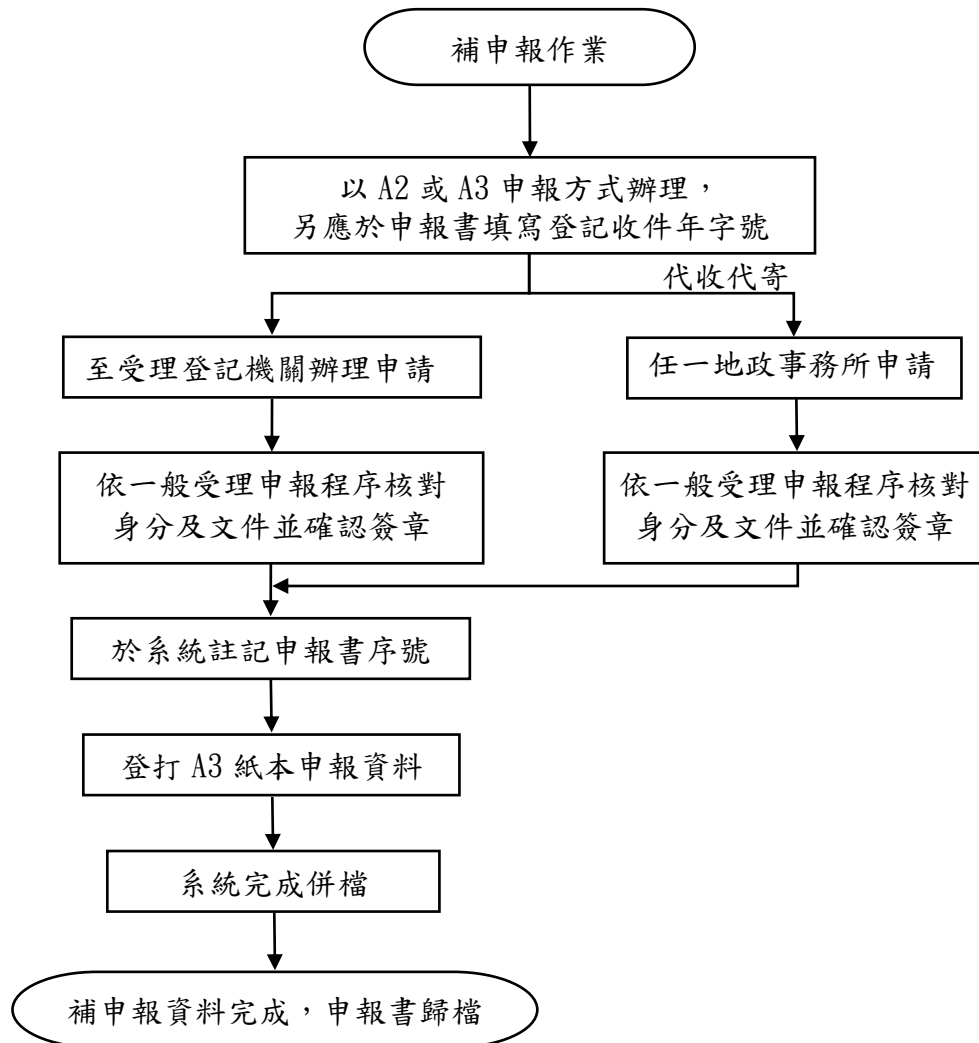 補申報作業
以 A2 或 A3 申報方式辦理，
另應於申報書填寫登記收件年字號
代收代寄
至受理登記機關辦理申請
任一地政事務所申請
依一般受理申報程序核對
身分及文件並確認簽章
依一般受理申報程序核對
身分及文件並確認簽章
於系統註記申報書序號
登打 A3 紙本申報資料
系統完成併檔
補申報資料完成，申報書歸檔